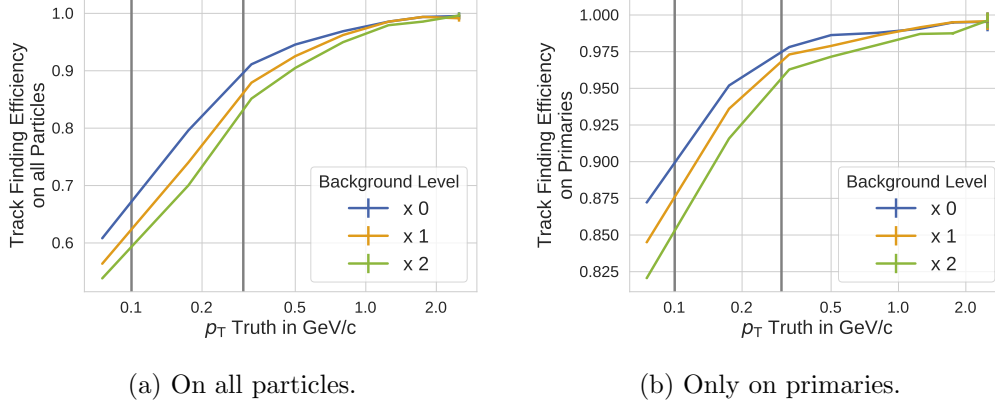 Track Finding Efficiency
on all Particles
1.0
0.9
0.8
0.7
0.6
0.1
0.2
0.5
1.0
2.0
pT Truth in GeV/c
Background Level
x 0
x 1
x 2
(a) On all particles.
Track Finding Efficiency
on Primaries
1.000
0.975
0.950
0.925
0.900
0.875
0.850
0.825
0.1
0.2
0.5
1.0
2.0
pT Truth in GeV/c
Background Level
x 0
x 1
x 2
(b) Only on primaries.